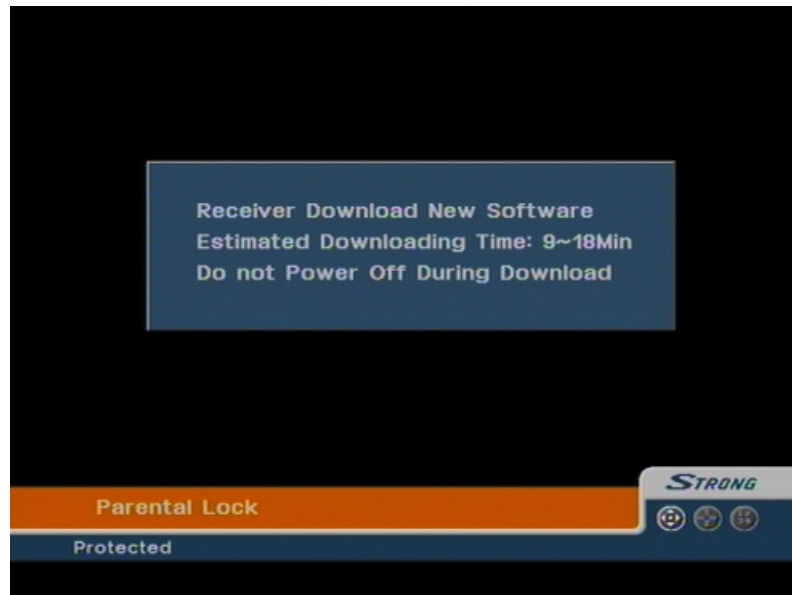 Receiver Download New Software
Estimated Downloading Time: 9~18Min
Do not Power Off During Download
STRONG
Parental Lock
Protected